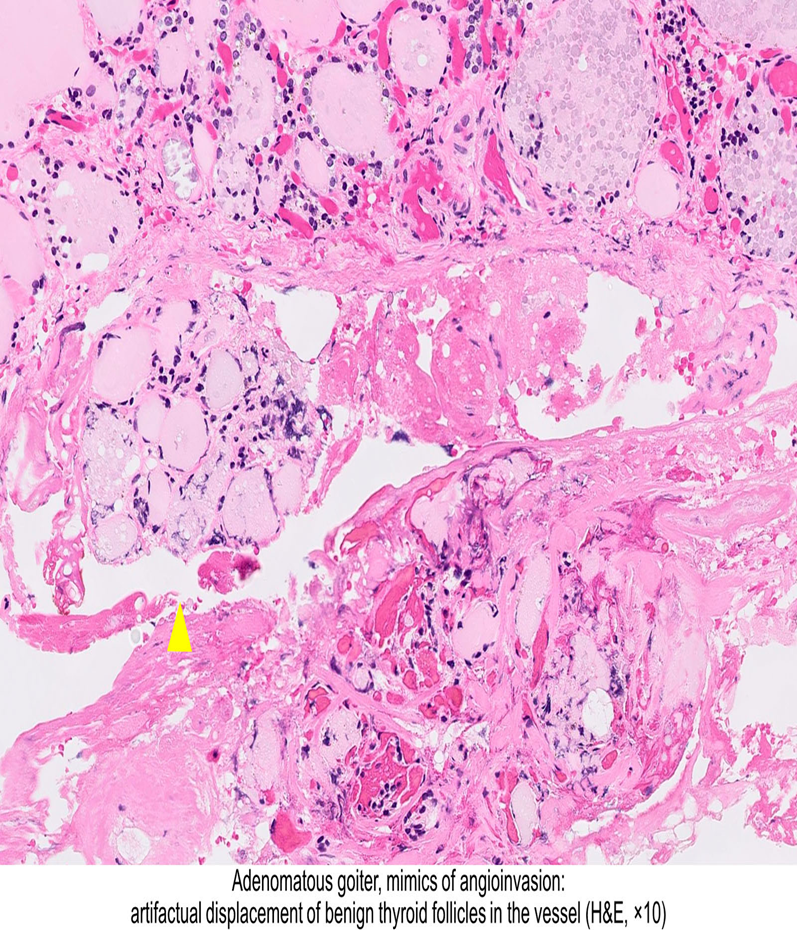 Adenomatous goiter, mimics of angioinvasion:
artifactual displacement of benign thyroid follicles in the vessel (H&E, ×10)